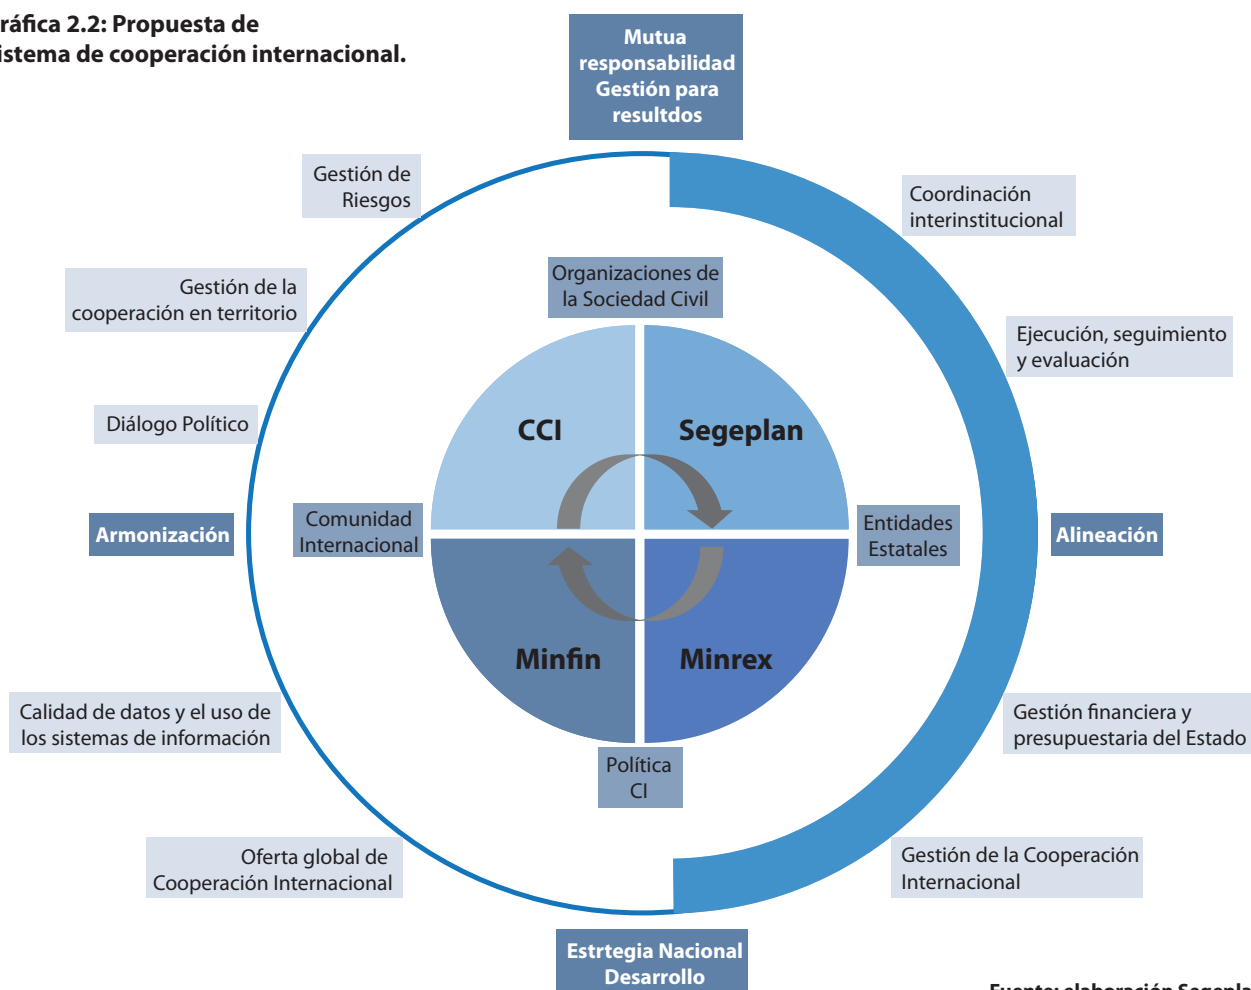 ráfica 2.2: Propuesta de
istema de cooperación internacional.
Mutua
responsabilidad
Gestión para
resultdos
Gestión de
Riesgos
Coordinación
interinstitucional
Gestión de la
cooperación en territorio
Organizaciones de
la Sociedad Civil
Ejecución, seguimiento
y evaluación
Diálogo Político
CCI
Segeplan
Armonización
Comunidad
Internacional
Entidades
Estatales
Alineación
Minfin
Minrex
Calidad de datos y el uso de
los sistemas de información
Gestión financiera y
presupuestaria del Estado
Política
CI
Oferta global de
Cooperación Internacional
Gestión de la Cooperación
Internacional
Estrtegia Nacional
Desarrollo
Fuente: elaboración Segepla